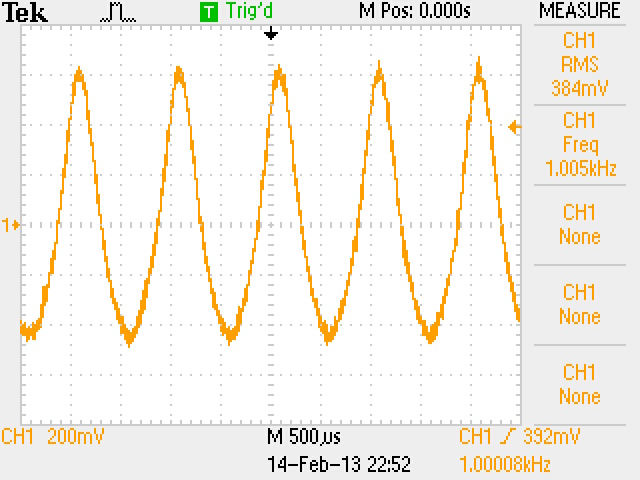 Tek T Trig'd M Pos: 0.000s MEASURE
CH1
RMS
384mV
CH1
Freq
1.005kHz
CH1
None
CH1
None
CH1
None
1
CH1 200mV M 500µs CH1 392mV
14-Feb-13 22:52 1.00008kHz